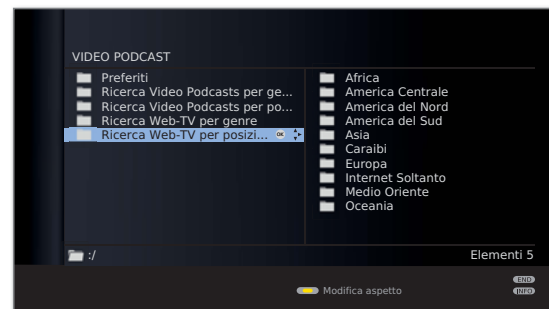 VIDEO PODCAST
Preferiti
Ricerca Video Podcasts per ge...
Ricerca Video Podcasts per po...
Ricerca Web-TV per genre
Ricerca Web-TV per posizi... OK
Africa
America Centrale
America del Nord
America del Sud
Asia
Caraibi
Europa
Internet Soltanto
Medio Oriente
Oceania
:/
Elementi 5
END
Modifica aspetto
INFO